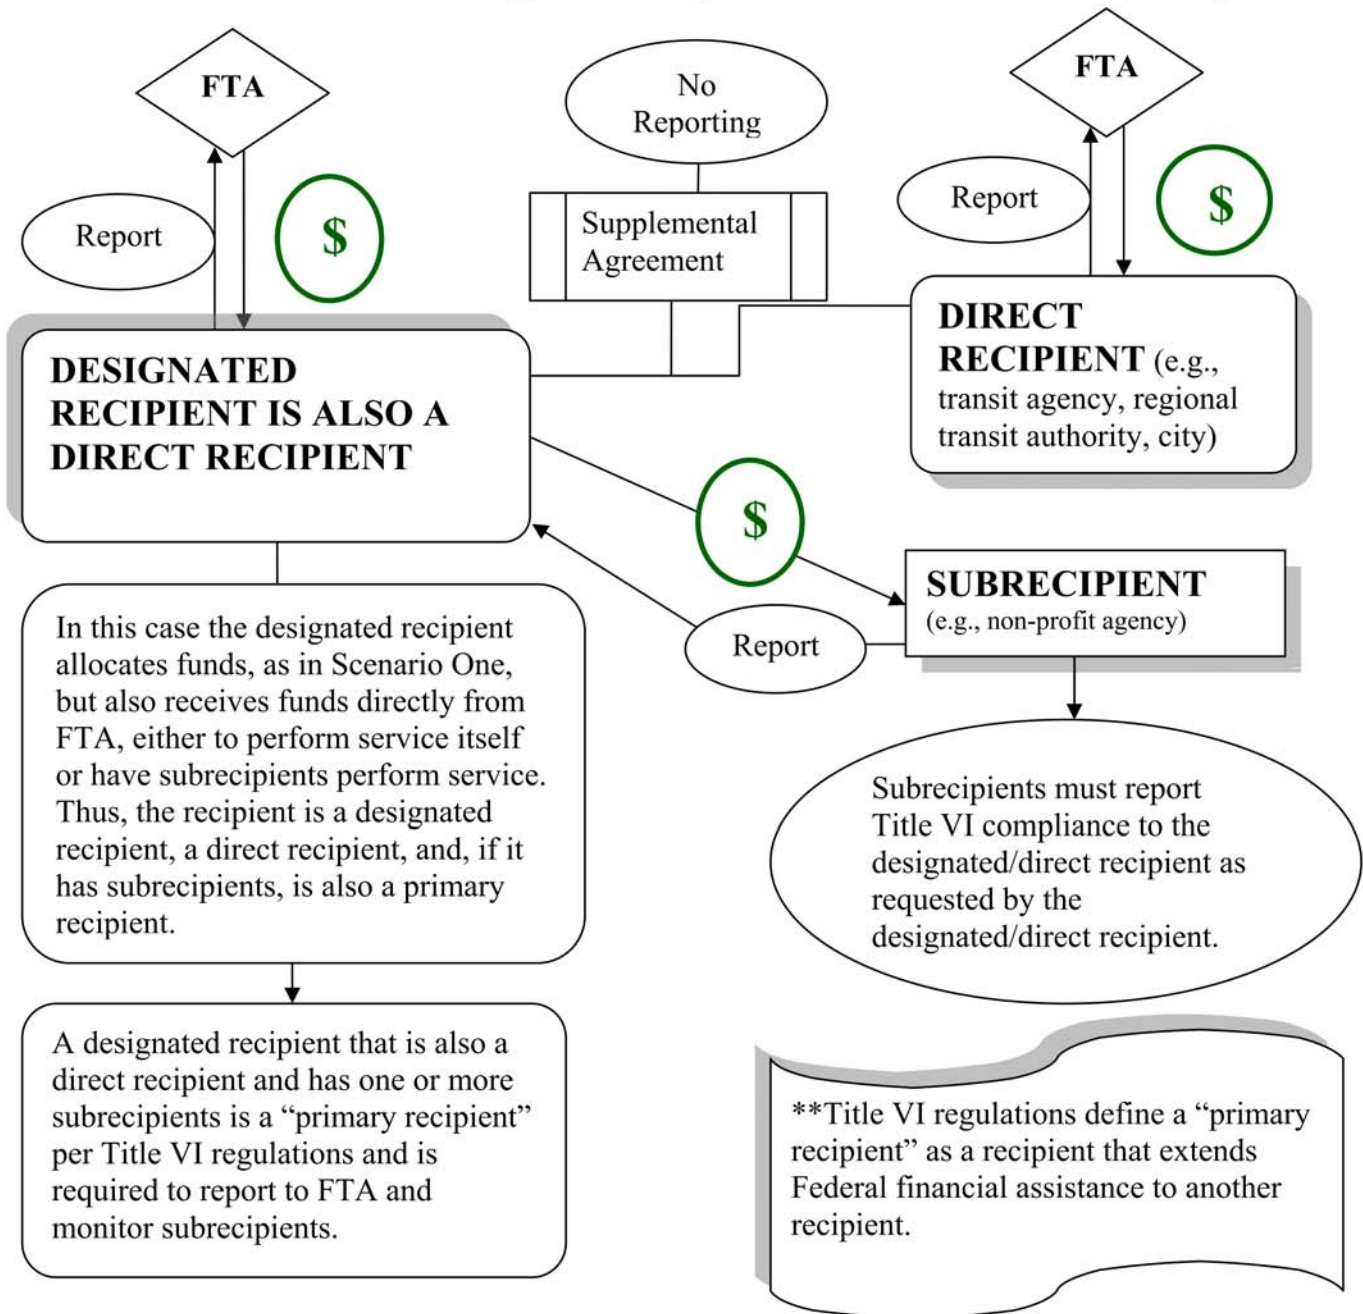 FTA
No
Reporting
FTA
Report
$
Supplemental
Agreement
Report
$
DESIGNATED
RECIPIENT IS ALSO A
DIRECT RECIPIENT
DIRECT
RECIPIENT (e.g.,
transit agency, regional
transit authority, city)
$
SUBRECIPIENT
(e.g., non-profit agency)
Report
In this case the designated recipient
allocates funds, as in Scenario One,
but also receives funds directly from
FTA, either to perform service itself
or have subrecipients perform service.
Thus, the recipient is a designated
recipient, a direct recipient, and, if it
has subrecipients, is also a primary
recipient.
Subrecipients must report
Title VI compliance to the
designated/direct recipient as
requested by the
designated/direct recipient.
A designated recipient that is also a
direct recipient and has one or more
subrecipients is a “primary recipient”
per Title VI regulations and is
required to report to FTA and
monitor subrecipients.
**Title VI regulations define a “primary
recipient” as a recipient that extends
Federal financial assistance to another
recipient.